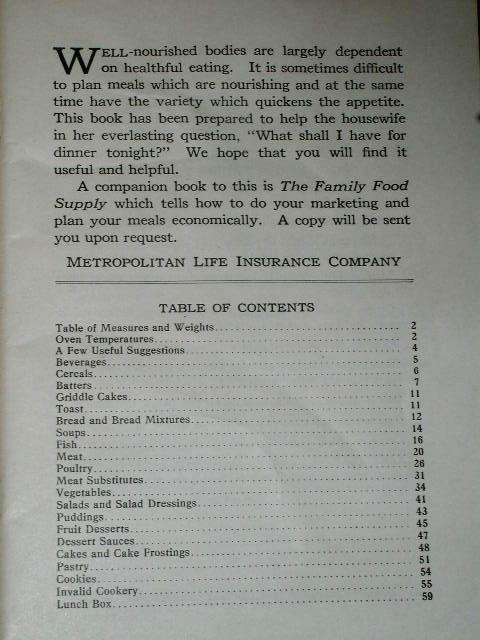 WELL-nourished bodies are largely dependent
on healthful eating. It is sometimes difficult
to plan meals which are nourishing and at the same
time have the variety which quickens the appetite.
This book has been prepared to help the housewife
in her everlasting question, "What shall I have for
dinner tonight?" We hope that you will find it
useful and helpful.
A companion book to this is The Family Food
Supply which tells how to do your marketing and
plan your meals economically. A copy will be sent
you upon request.
METROPOLITAN LIFE INSURANCE COMPANY
TABLE OF CONTENTS
Table of Measures and Weights 2
Oven Temperatures 2
A Few Useful Suggestions 4
Beverages 5
Cereals 6
Batters 7
Griddle Cakes 11
Toast 11
Bread and Bread Mixtures 12
Soups 14
Fish 16
Meat 20
Poultry 26
Meat Substitutes 31
Vegetables 34
Salads and Salad Dressings 41
Puddings 43
Fruit Desserts 45
Dessert Sauces 47
Cakes and Cake Frostings 48
Pastry 51
Cookies 54
Invalid Cookery 55
Lunch Box 59